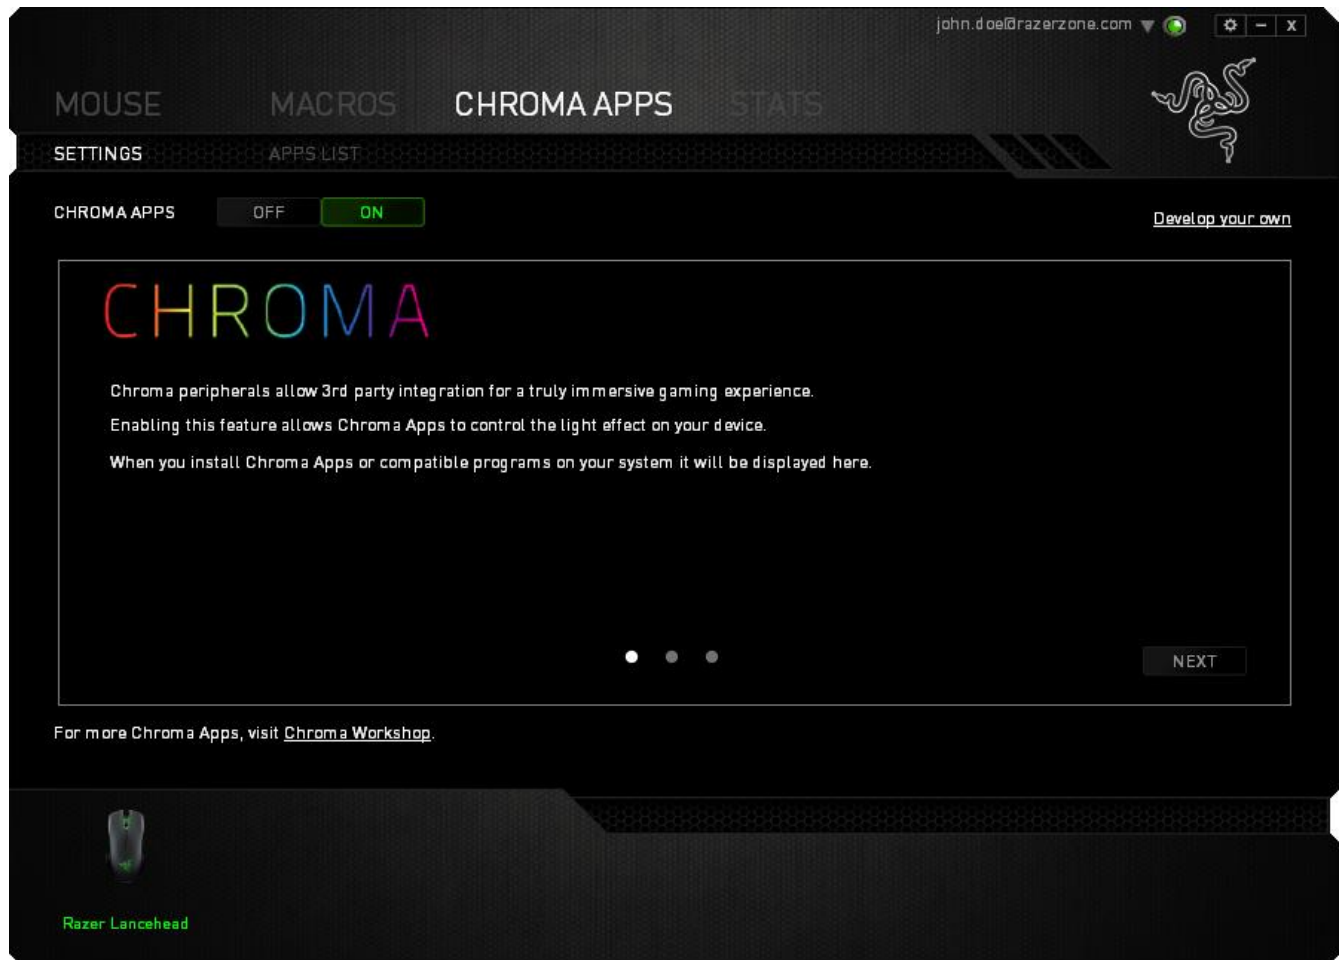 john.doe@razerzone.com
MOUSE MACROS CHROMA APPS STATS
SETTINGS APPS LIST
CHROMA APPS OFF ON
Develop your own
CHROMA
Chroma peripherals allow 3rd party integration for a truly immersive gaming experience.
Enabling this feature allows Chroma Apps to control the light effect on your device.
When you install Chroma Apps or compatible programs on your system it will be displayed here.
NEXT
For more Chroma Apps, visit Chroma Workshop.
Razer Lancehead